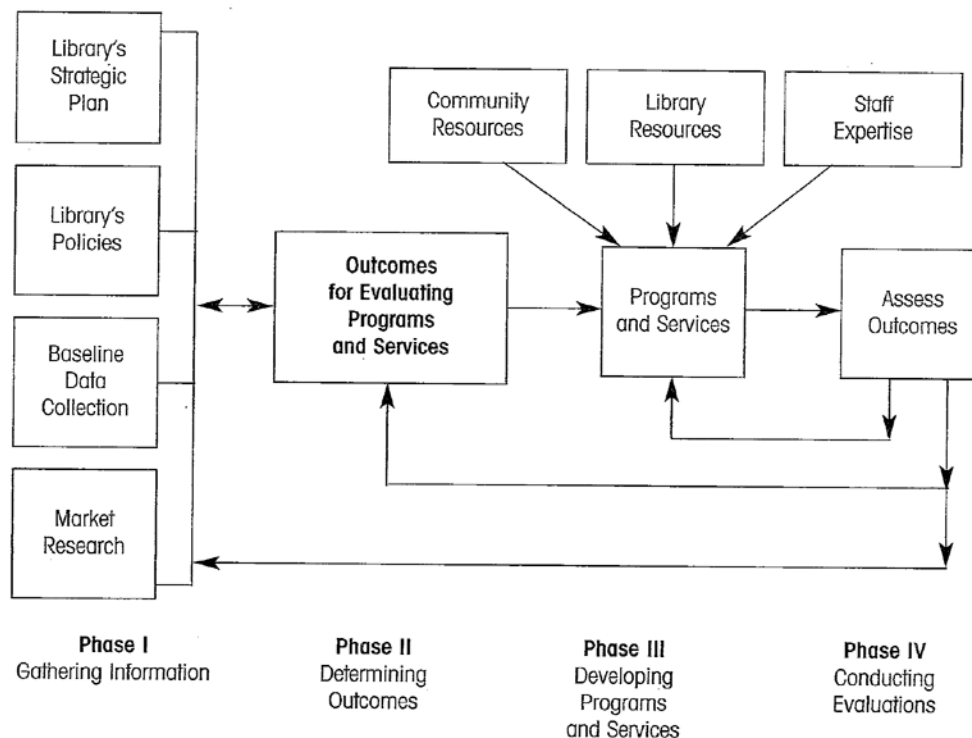 Library's
Strategic
Plan
Library's
Policies
Baseline
Data
Collection
Market
Research
Community
Resources
Library
Resources
Staff
Expertise
Outcomes
for Evaluating
Programs
and Services
Programs
and Services
Assess
Outcomes
Phase I
Gathering Information
Phase II
Determining
Outcomes
Phase III
Developing
Programs
and Services
Phase IV
Conducting
Evaluations